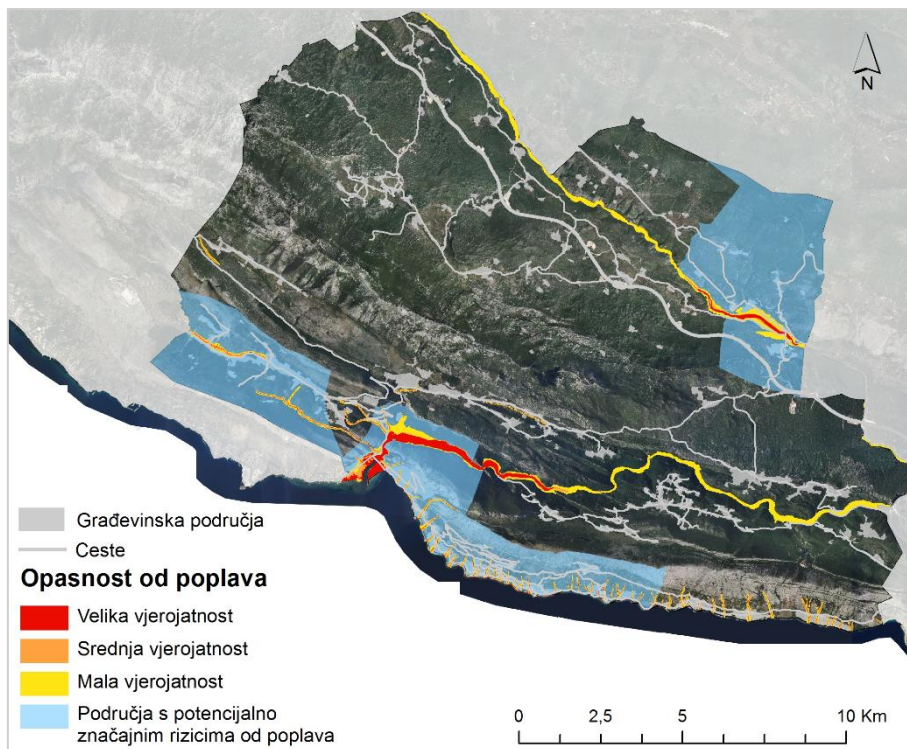 N
Građevinska područja
Ceste
Opasnost od poplava
Velika vjerojatnost
Srednja vjerojatnost
Mala vjerojatnost
Područja s potencijalno
značajnim rizicima od poplava
0 2,5 5 10 Km